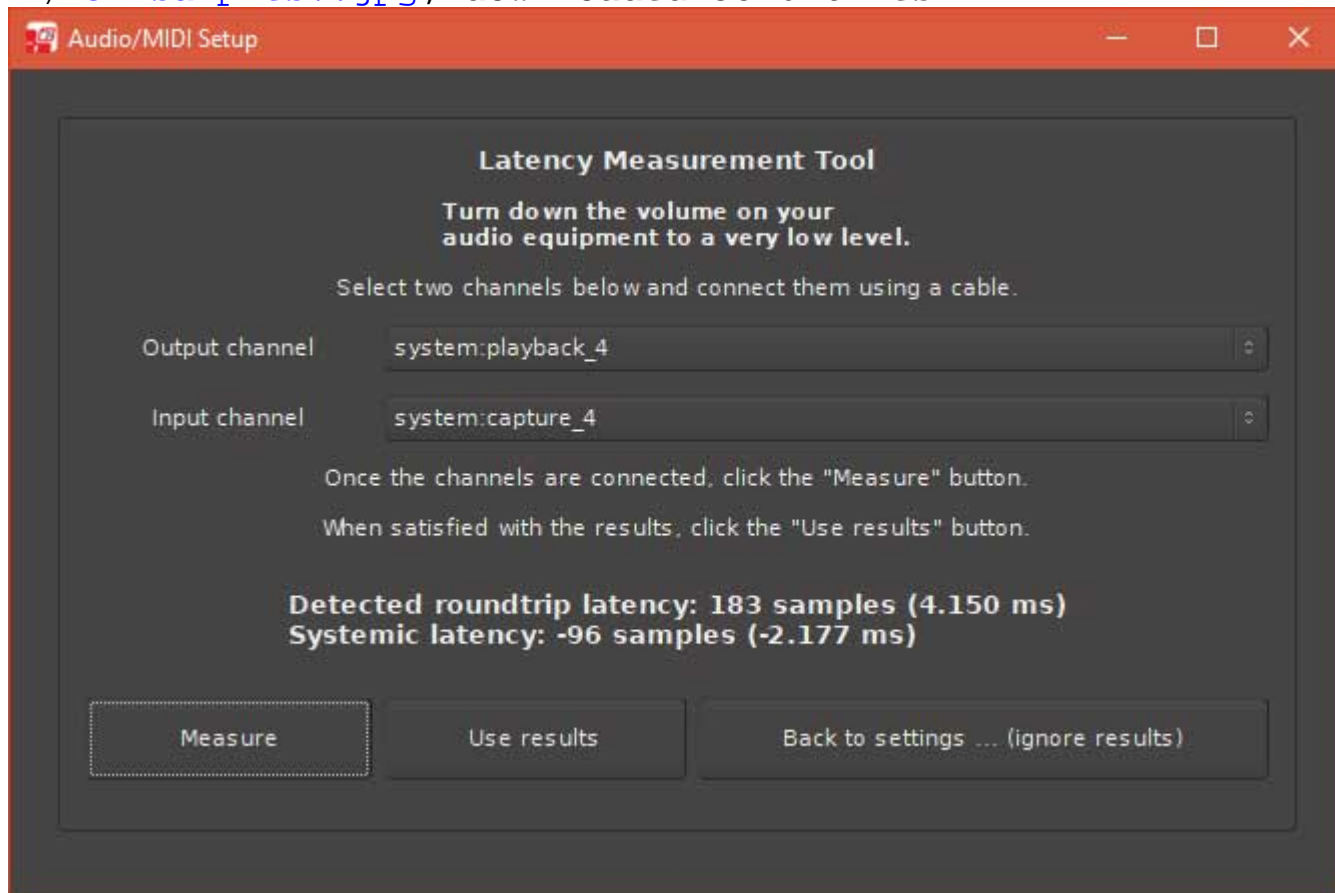 Audio/MIDI Setup
Latency Measurement Tool
Turn down the volume on your
audio equipment to a very low level.
Select two channels below and connect them using a cable.
Output channel system:playback_4
Input channel system:capture_4
Once the channels are connected, click the "Measure" button.
When satisfied with the results, click the "Use results" button.
Detected roundtrip latency: 183 samples (4.150 ms)
Systemic latency: -96 samples (-2.177 ms)
Measure Use results Back to settings ... (ignore results)